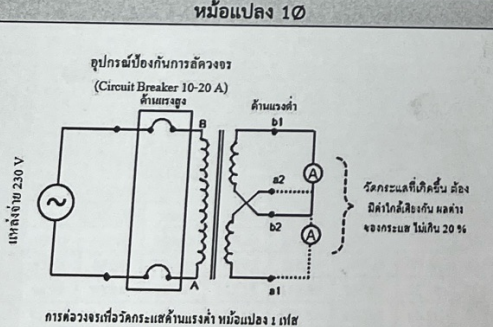 หม้อแปลง 1Ø
อุปกรณ์ป้องกันการลัดวงจร
(Circuit Breaker 10-20 A)
ด้านแรงสูง
ด้านแรงต่ำ
แหล่งจ่าย 230 V
B
A
b1
a2
b2
a1
A
A
วัดกระแสที่เกิดขึ้น ต้อง
มีค่าใกล้เคียงกัน ผลต่าง
ของกระแส ไม่เกิน 20 %
การต่อวงจรเพื่อวัดกระแสด้านแรงต่ำ หม้อแปลง 1 เฟส